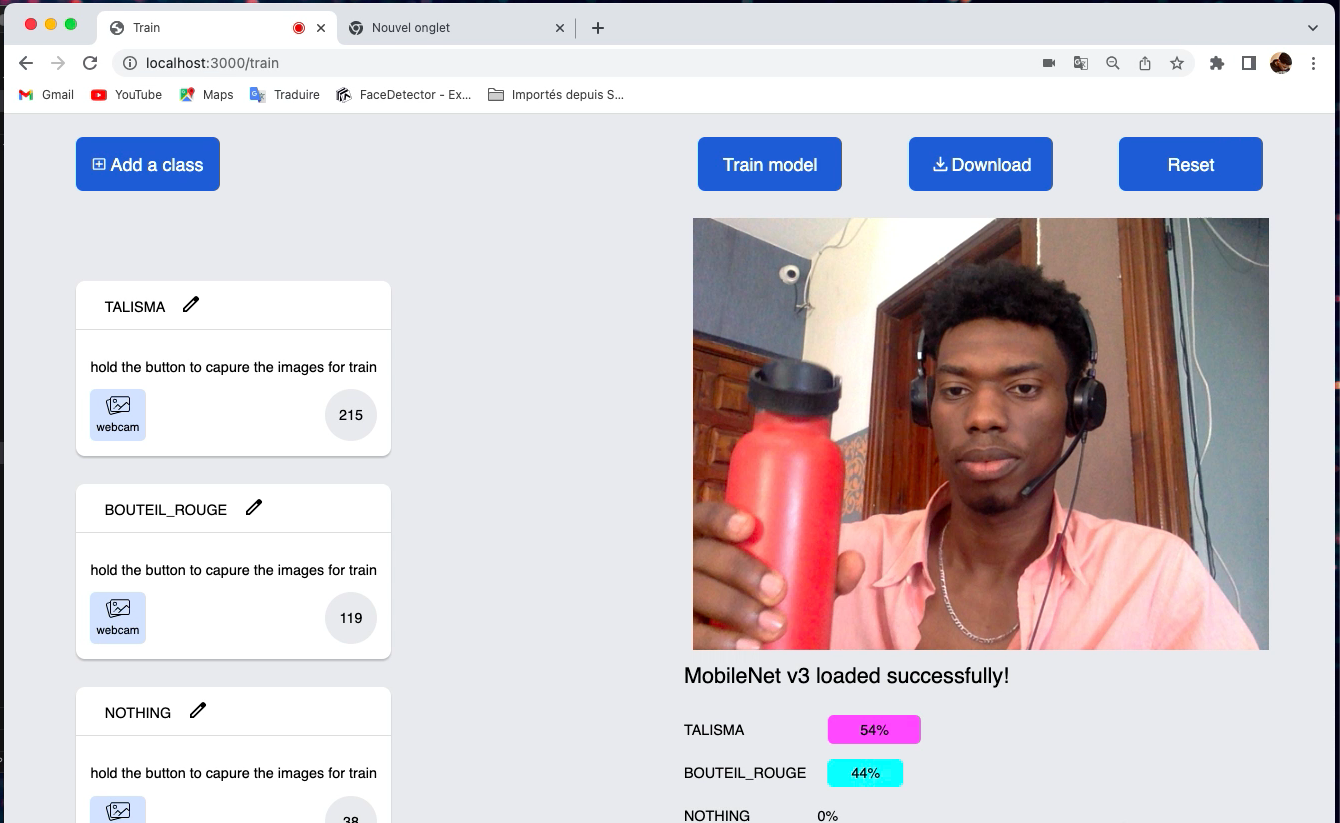 Train
Nouvel onglet
localhost:3000/train
Gmail
YouTube
Maps
Traduire
FaceDetector - Ex...
Importés depuis S...
Add a class
Train model
Download
Reset
TALISMA
hold the button to capure the images for train
webcam
215
BOUTEIL_ROUGE
hold the button to capure the images for train
webcam
119
NOTHING
hold the button to capure the images for train
38
MobileNet v3 loaded successfully!
TALISMA 54%
BOUTEIL_ROUGE 44%
NOTHING 0%